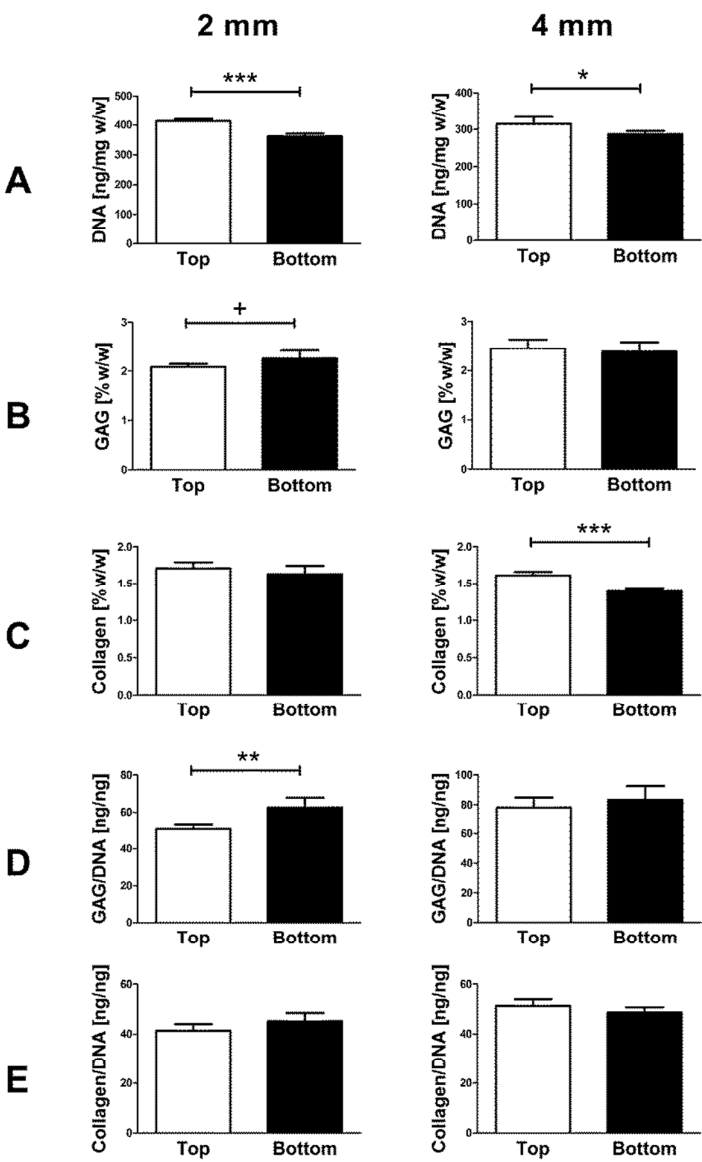 2 mm 4 mm
A
DNA [ng/mg w/w]
500
400
300
200
100
0
***
Top Bottom
DNA [ng/mg w/w]
400
300
200
100
0
*
Top Bottom
B
GAG [%w/w]
3
2
1
0
+
Top Bottom
GAG [%w/w]
3
2
1
0
Top Bottom
C
Collagen [%w/w]
2.0
1.5
1.0
0.5
0.0
Top Bottom
Collagen [%w/w]
2.0
1.5
1.0
0.5
0.0
***
Top Bottom
D
GAG/DNA [ng/ng]
80
60
40
20
0
**
Top Bottom
GAG/DNA [ng/ng]
100
80
60
40
20
0
Top Bottom
E
Collagen/DNA [ng/ng]
60
40
20
0
Top Bottom
Collagen/DNA [ng/ng]
60
40
20
0
Top Bottom